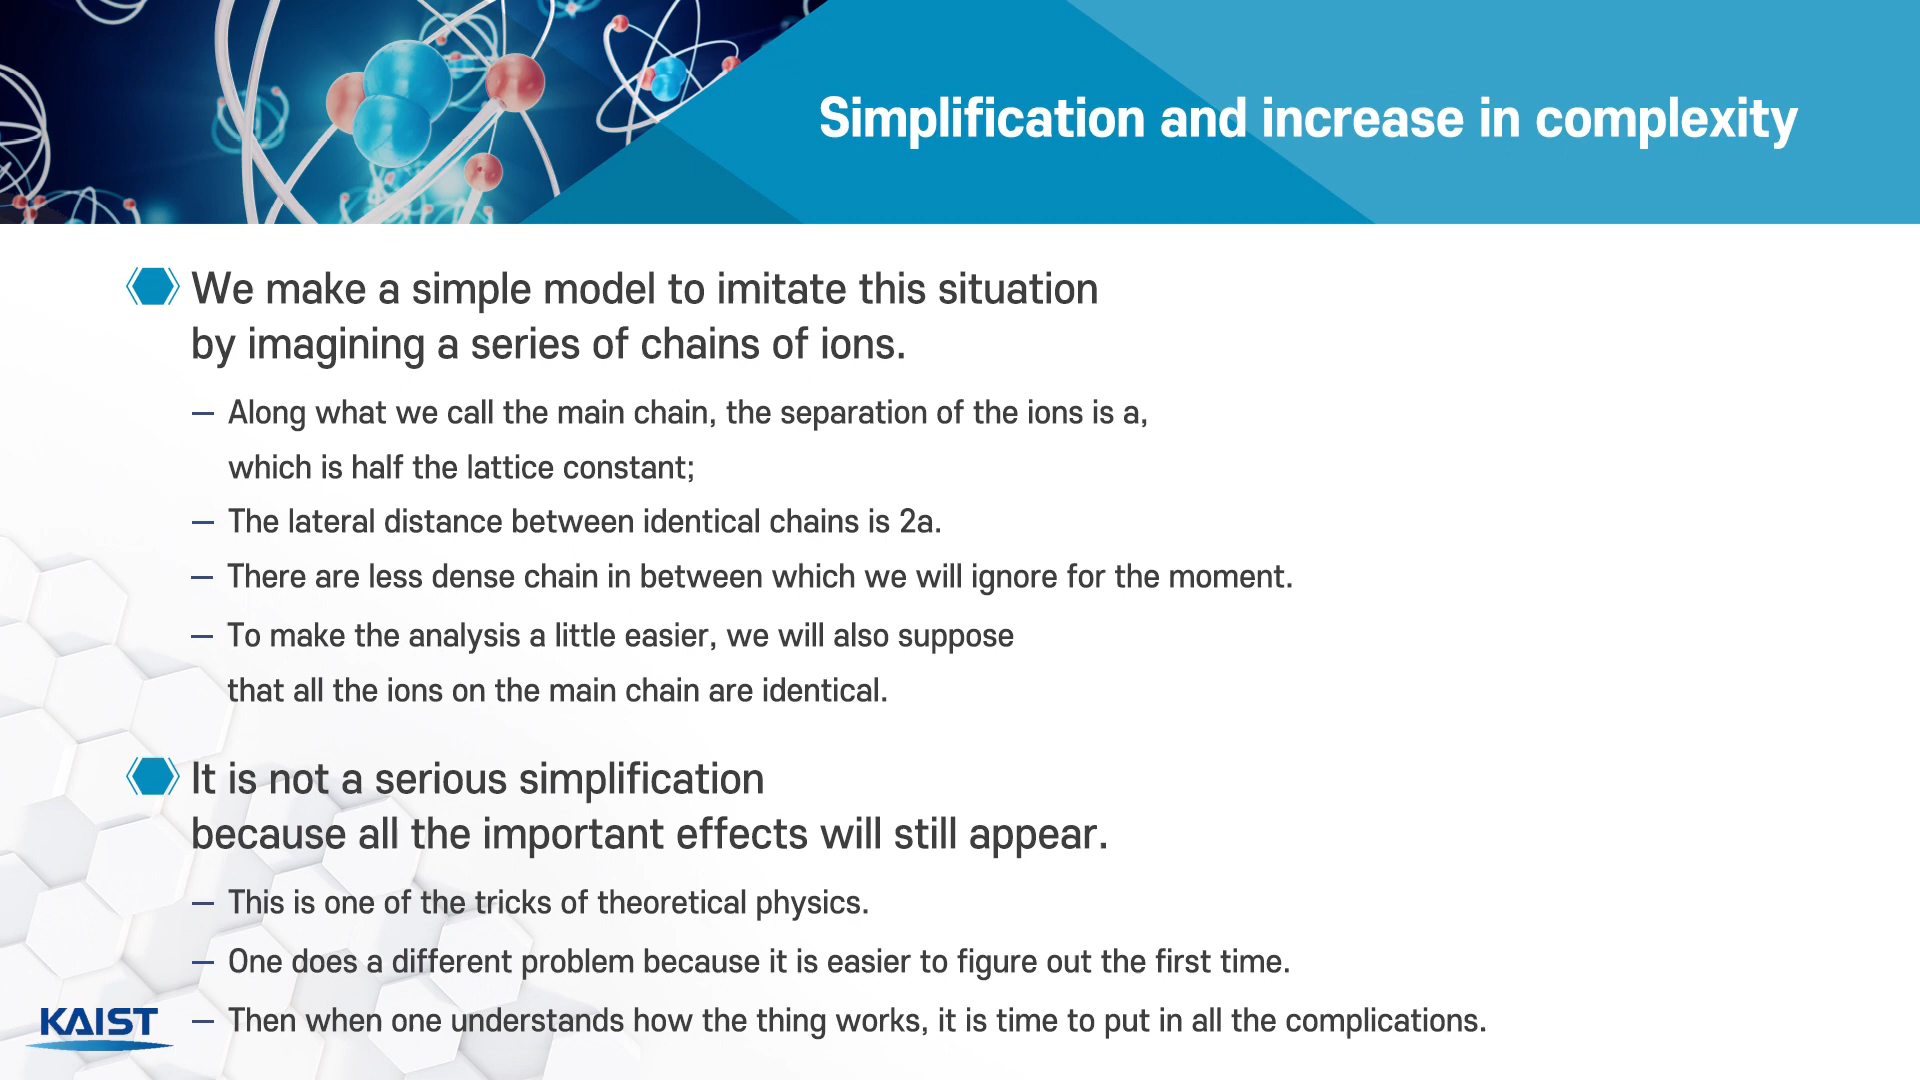 Simplification and increase in complexity
We make a simple model to imitate this situation
by imagining a series of chains of ions.
— Along what we call the main chain, the separation of the ions is a,
which is half the lattice constant;
— The lateral distance between identical chains is 2a.
— There are less dense chain in between which we will ignore for the moment.
— To make the analysis a little easier, we will also suppose
that all the ions on the main chain are identical.
It is not a serious simplification
because all the important effects will still appear.
— This is one of the tricks of theoretical physics.
— One does a different problem because it is easier to figure out the first time.
— Then when one understands how the thing works, it is time to put in all the complications.
KAIST